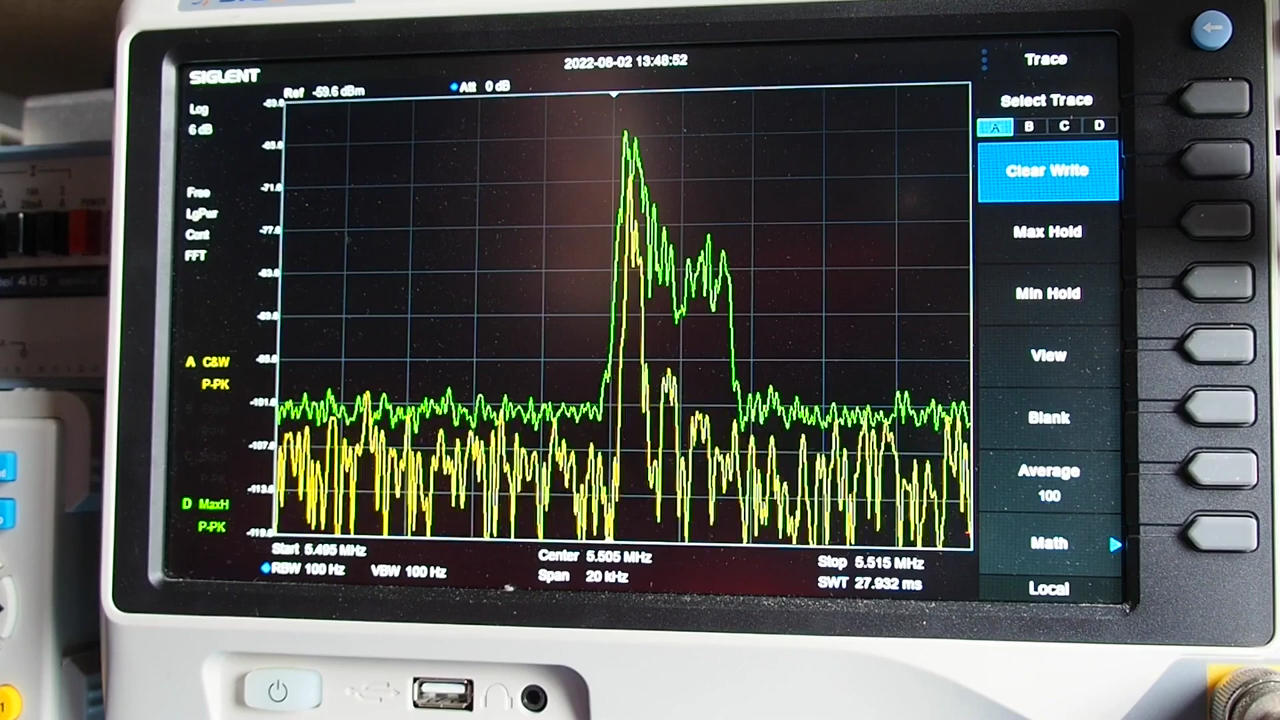 SIGLENT
2022-08-02 13:48:52
Trace
Ref -59.6 dBm
Att 0 dB
Log
6 dB
Select Trace
A B C D
Clear Write
Free
LgPwr
Cont
FFT
Max Hold
Min Hold
View
A C&W
P-PK
Blank
Average
100
D MaxH
P-PK
Math
Local
Start 5.495 MHz
Center 5.505 MHz
Stop 5.515 MHz
RBW 100 Hz
VBW 100 Hz
Span 20 kHz
SWT 27.932 ms